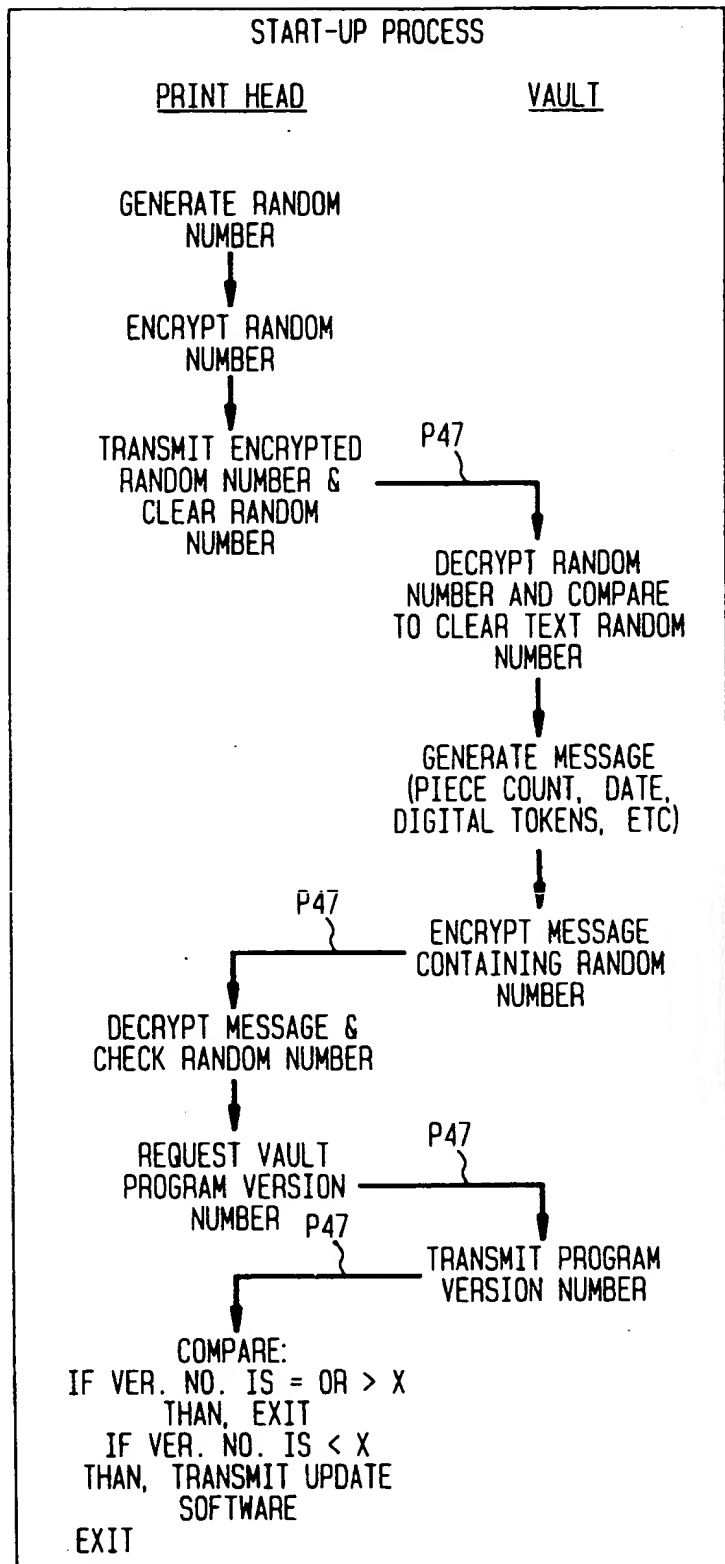 START-UP PROCESS
PRINT HEAD
VAULT
GENERATE RANDOM
NUMBER
ENCRYPT RANDOM
NUMBER
TRANSMIT ENCRYPTED
RANDOM NUMBER &
CLEAR RANDOM
NUMBER
P47
DECRYPT RANDOM
NUMBER AND COMPARE
TO CLEAR TEXT RANDOM
NUMBER
GENERATE MESSAGE
(PIECE COUNT, DATE,
DIGITAL TOKENS, ETC)
P47
ENCRYPT MESSAGE
CONTAINING RANDOM
NUMBER
DECRYPT MESSAGE &
CHECK RANDOM NUMBER
REQUEST VAULT
PROGRAM VERSION
NUMBER
P47
P47
TRANSMIT PROGRAM
VERSION NUMBER
COMPARE:
IF VER. NO. IS = OR > X
THAN, EXIT
IF VER. NO. IS < X
THAN, TRANSMIT UPDATE
SOFTWARE
EXIT